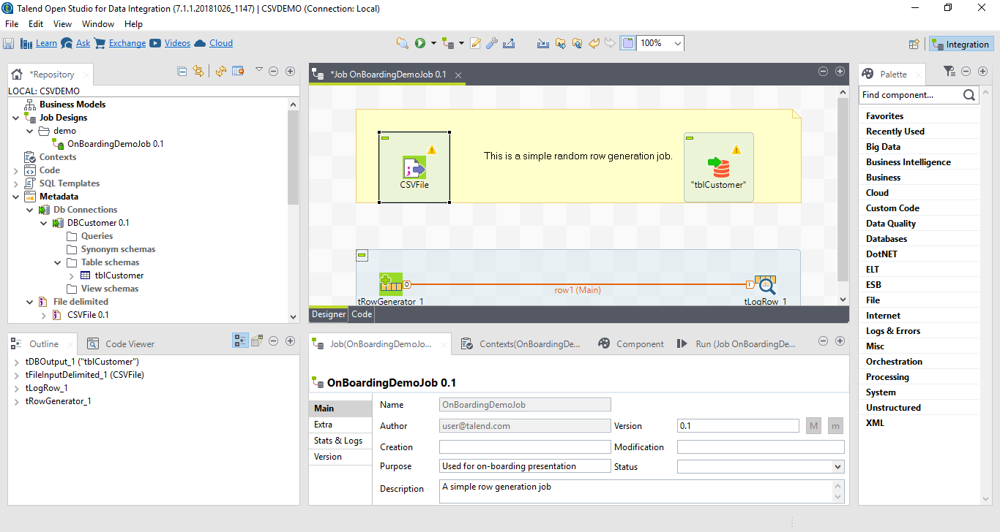 Talend Open Studio for Data Integration (7.1.1.20181026_1147) | CSVDEMO (Connection: Local)
File Edit View Window Help
Learn Ask Exchange Videos Cloud
100%
Integration
*Repository
LOCAL: CSVDEMO
Business Models
Job Designs
demo
OnBoardingDemoJob 0.1
Contexts
Code
SQL Templates
Metadata
Db Connections
DBCustomer 0.1
Queries
Synonym schemas
Table schemas
tblCustomer
View schemas
File delimited
CSVFile 0.1
*Job OnBoardingDemoJob 0.1
CSVFile
This is a simple random row generation job.
"tblCustomer"
tRowGenerator_1
row1 (Main)
tLogRow_1
Designer Code
Palette
Find component...
Favorites
Recently Used
Big Data
Business Intelligence
Business
Cloud
Custom Code
Data Quality
Databases
DotNET
ELT
ESB
File
Internet
Logs & Errors
Misc
Orchestration
Processing
System
Unstructured
XML
Outline Code Viewer
tDBOutput_1 ("tblCustomer")
tFileInputDelimited_1 (CSVFile)
tLogRow_1
tRowGenerator_1
Job(OnBoardingDemoJo... Contexts(OnBoardingDe... Component Run (Job OnBoardingDe...
OnBoardingDemoJob 0.1
Main
Extra
Stats & Logs
Version
Name OnBoardingDemoJob
Author user@talend.com Version 0.1 M m
Creation Modification
Purpose Used for on-boarding presentation Status
Description A simple row generation job